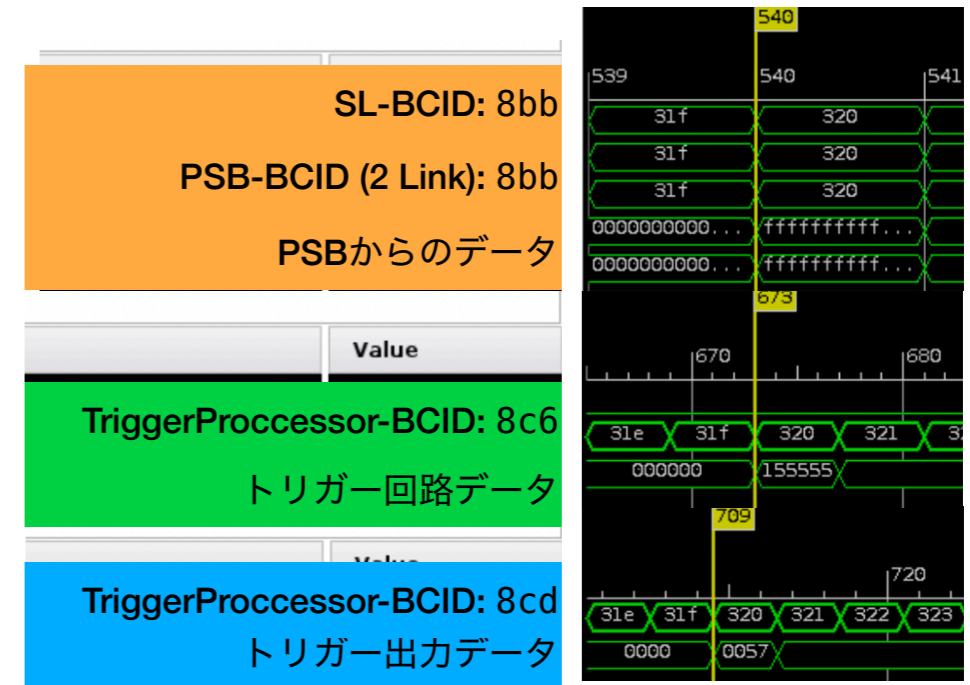 540
539 540 541
SL-BCID: 8bb
31f 320
PSB-BCID (2 Link): 8bb
31f 320
31f 320
PSBからのデータ
0000000000... ffffffffff...
0000000000... ffffffffff...
673
Value
670 680
TriggerProccessor-BCID: 8c6
31e 31f 320 321
トリガー回路データ
000000 155555
709
Value
720
TriggerProccessor-BCID: 8cd
31e 31f 320 321 322 323
トリガー出力データ
0000 0057